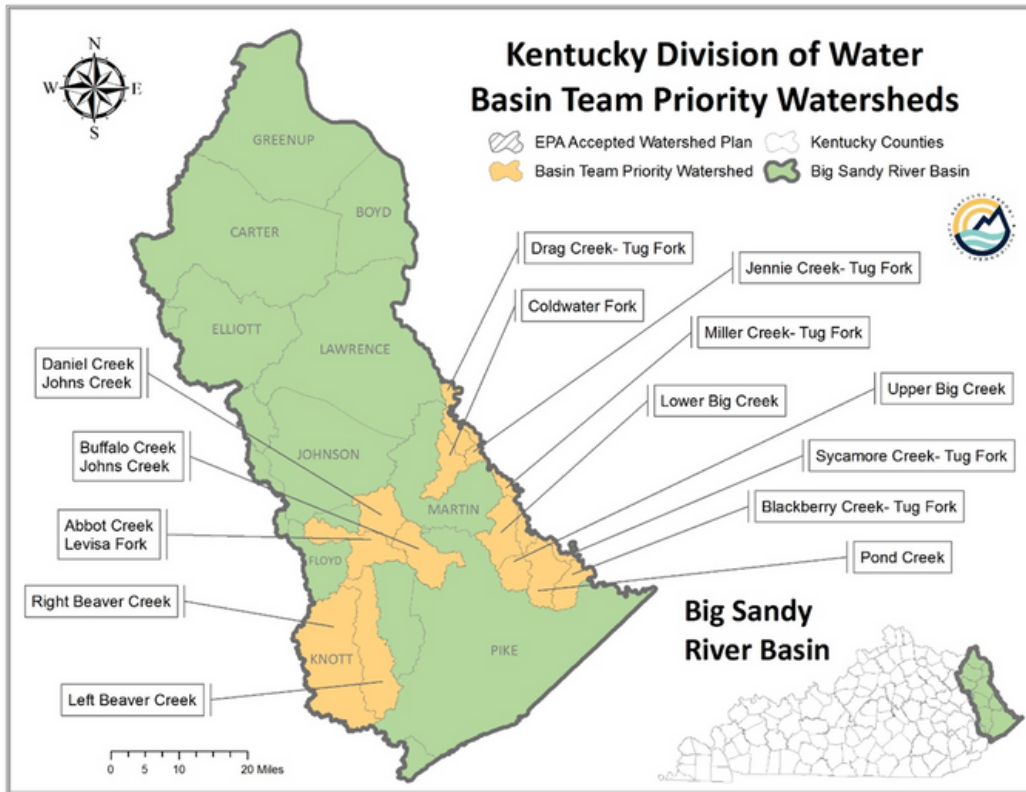 Kentucky Division of Water
Basin Team Priority Watersheds
EPA Accepted Watershed Plan
Kentucky Counties
Basin Team Priority Watershed
Big Sandy River Basin
N
W
E
S
GREENUP
BOYD
CARTER
ELLIOTT
LAWRENCE
JOHNSON
MARTIN
FLOYD
KNOTT
PIKE
Drag Creek- Tug Fork
Jennie Creek- Tug Fork
Coldwater Fork
Miller Creek- Tug Fork
Lower Big Creek
Upper Big Creek
Sycamore Creek- Tug Fork
Blackberry Creek- Tug Fork
Pond Creek
Daniel Creek
Johns Creek
Buffalo Creek
Johns Creek
Abbot Creek
Levisa Fork
Right Beaver Creek
Left Beaver Creek
Big Sandy
River Basin
0 5 10 20 Miles